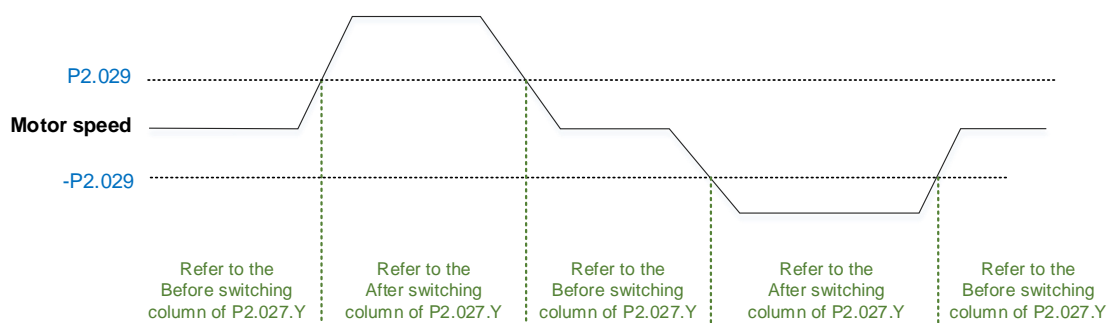 P2.029
Motor speed
-P2.029
Refer to the
Before switching
column of P2.027.Y
Refer to the
After switching
column of P2.027.Y
Refer to the
Before switching
column of P2.027.Y
Refer to the
After switching
column of P2.027.Y
Refer to the
Before switching
column of P2.027.Y